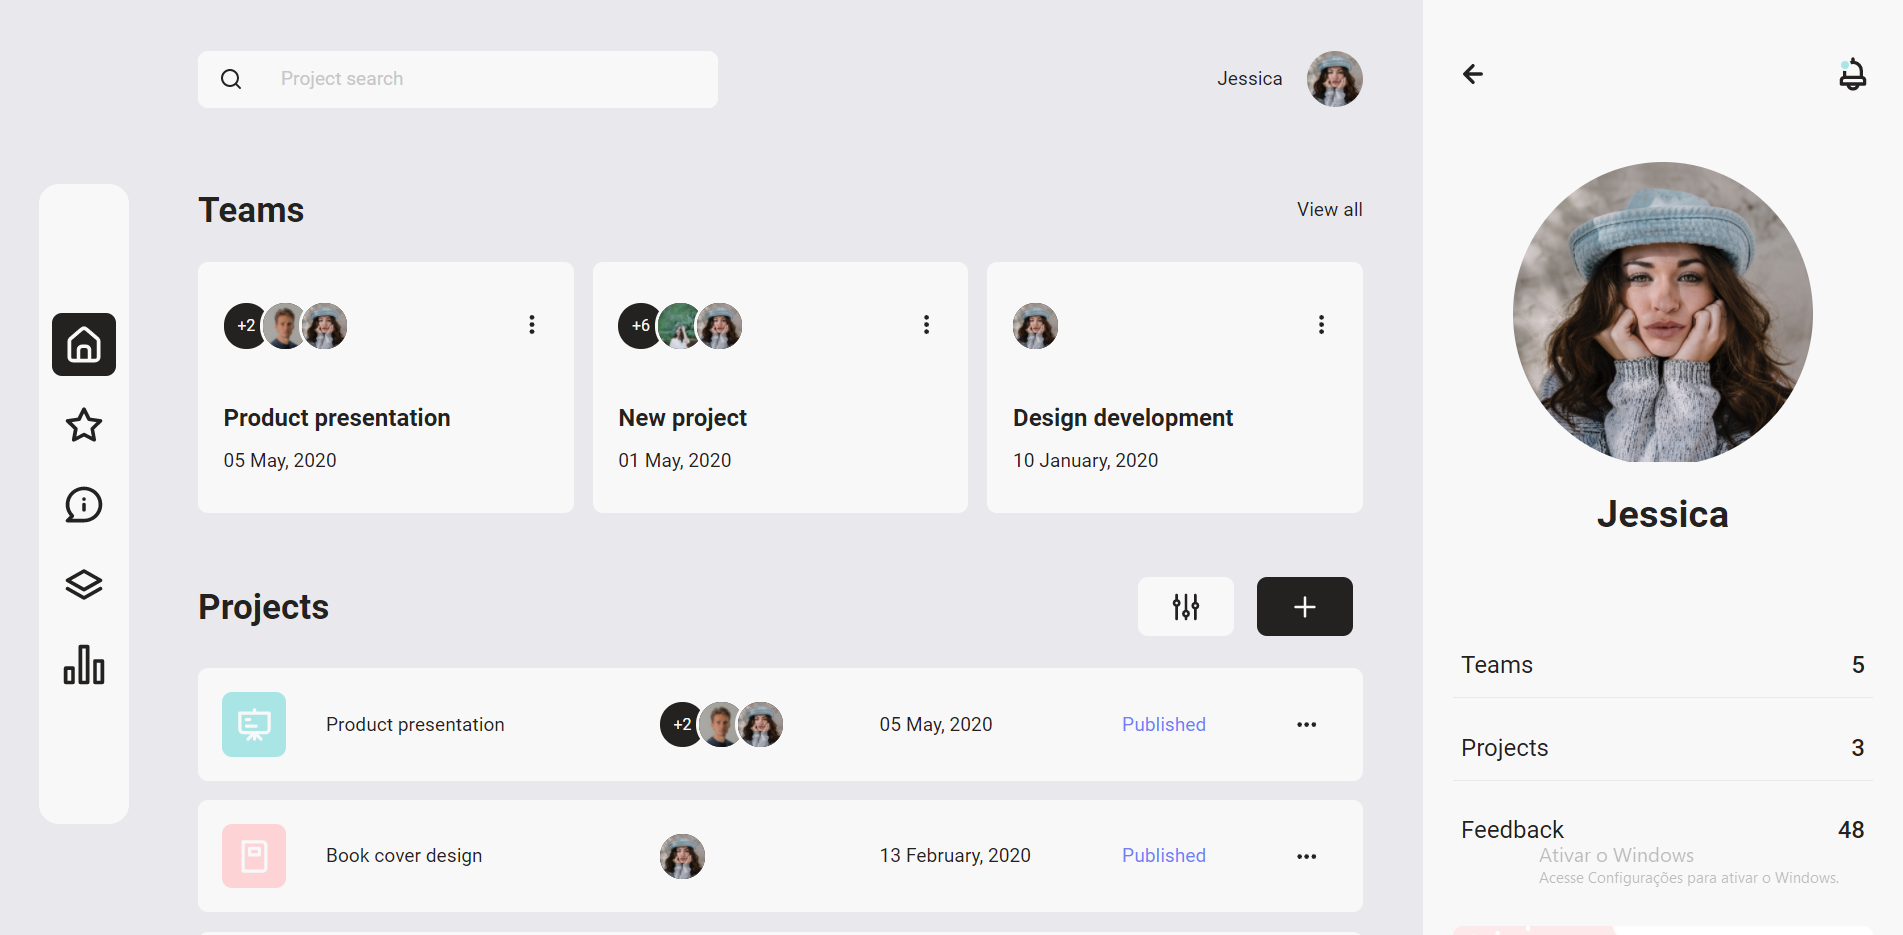 Project search
Jessica
Teams
View all
+2
+6
Product presentation
New project
Design development
05 May, 2020
01 May, 2020
10 January, 2020
Projects
Product presentation
+2
05 May, 2020
Published
Book cover design
13 February, 2020
Published
Jessica
Teams
5
Projects
3
Feedback
48
Ativar o Windows
Acesse Configurações para ativar o Windows.